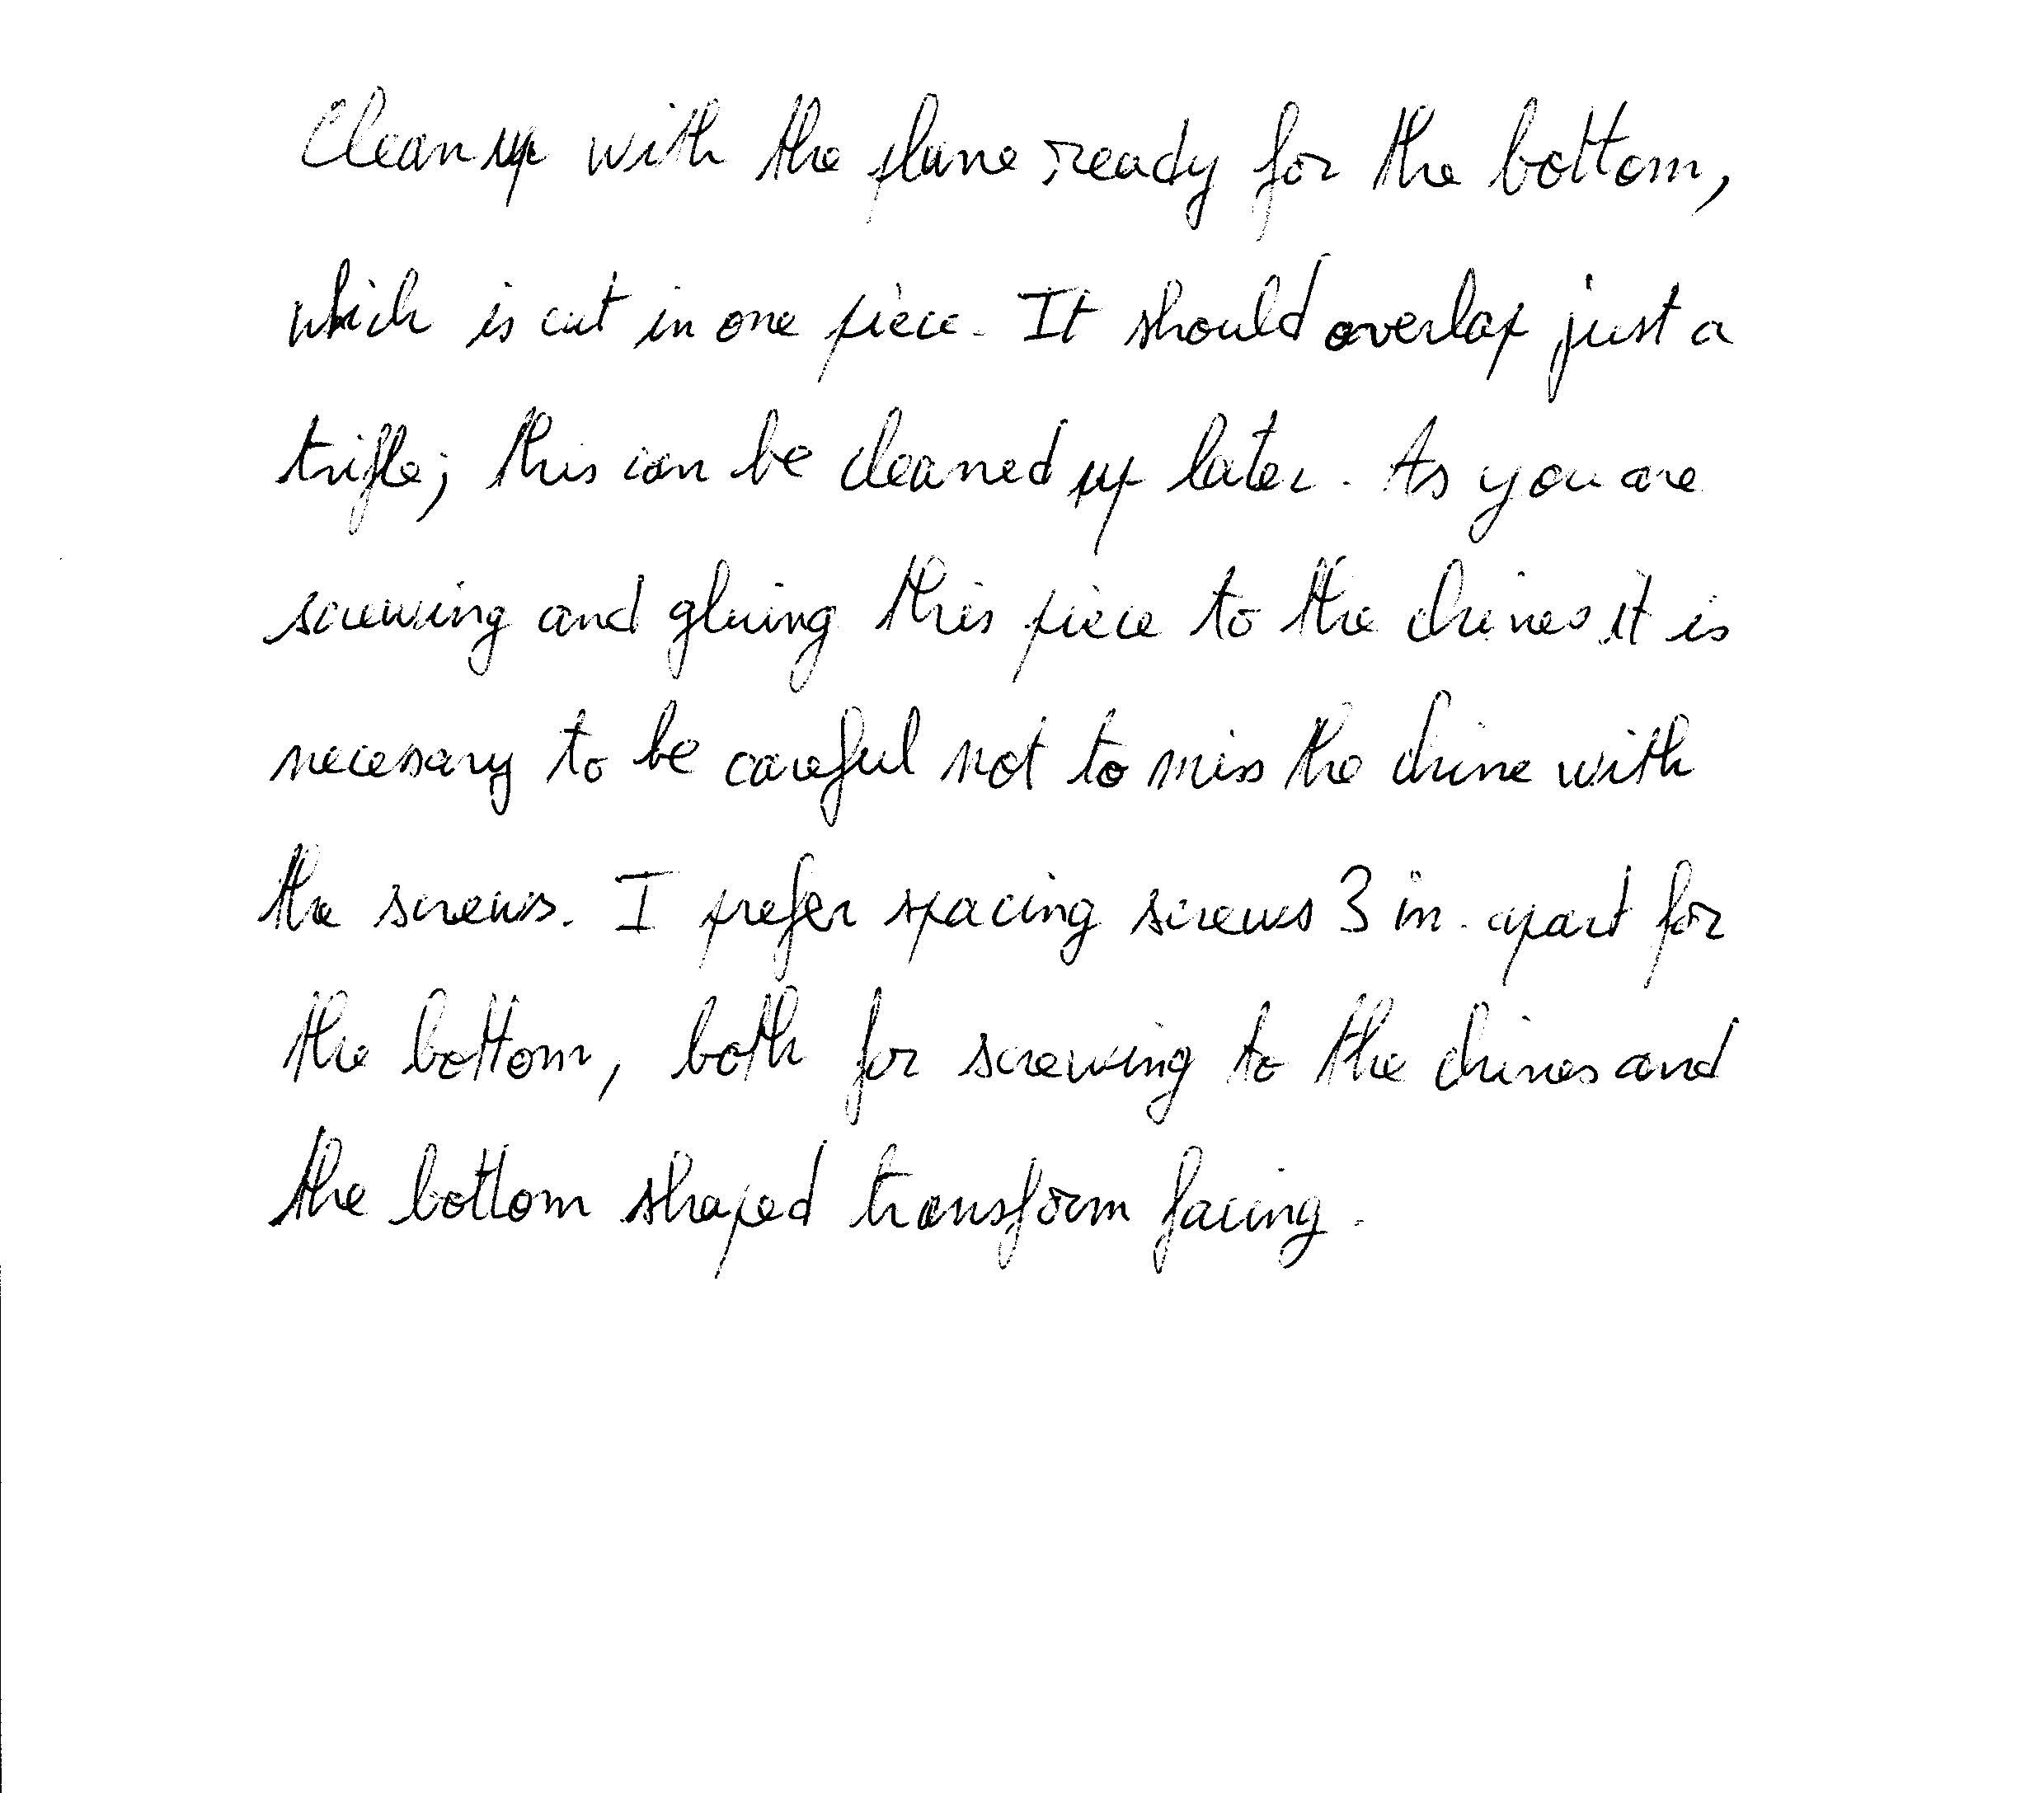 Clean up with the plane ready for the bottom,
which is cut in one piece. It should overlap just a
trifle; this can be cleaned up later. As you are
screwing and gluing this piece to the chines it is
necessary to be careful not to miss the chine with
the screws. I prefer spacing screws 3 in. apart for
the bottom, both for screwing to the chines and
the bottom shaped transform facing.